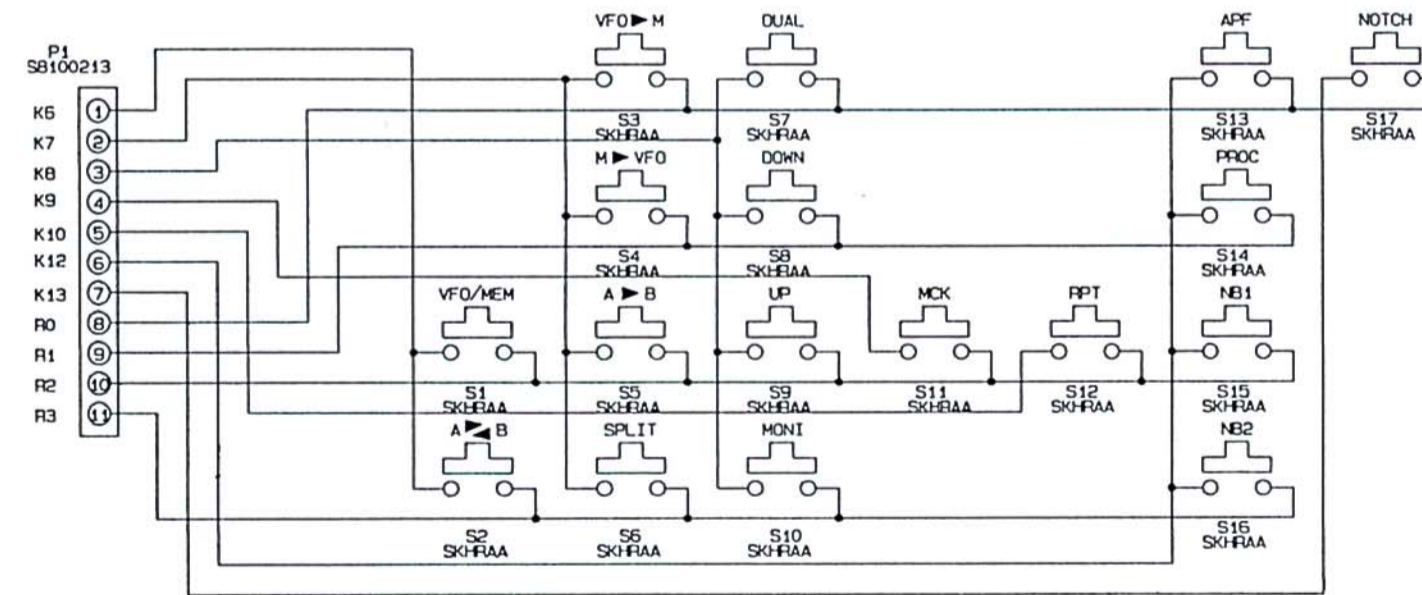 VFO ► M
DUAL
APF
NOTCH
P1
S8100213
K6
1
S3
SKHRAA
S7
SKHRAA
S13
SKHRAA
S17
SKHRAA
K7
2
K8
3
M ► VFO
DOWN
PROC
K9
4
K10
5
S4
SKHRAA
S8
SKHRAA
S14
SKHRAA
K12
6
K13
7
VFO/MEM
A ► B
UP
MCK
RPT
NB1
R0
8
R1
9
R2
10
S1
SKHRAA
S5
SKHRAA
S9
SKHRAA
S11
SKHRAA
S12
SKHRAA
S15
SKHRAA
R3
11
A B
SPLIT
MONI
NB2
S2
SKHRAA
S6
SKHRAA
S10
SKHRAA
S16
SKHRAA